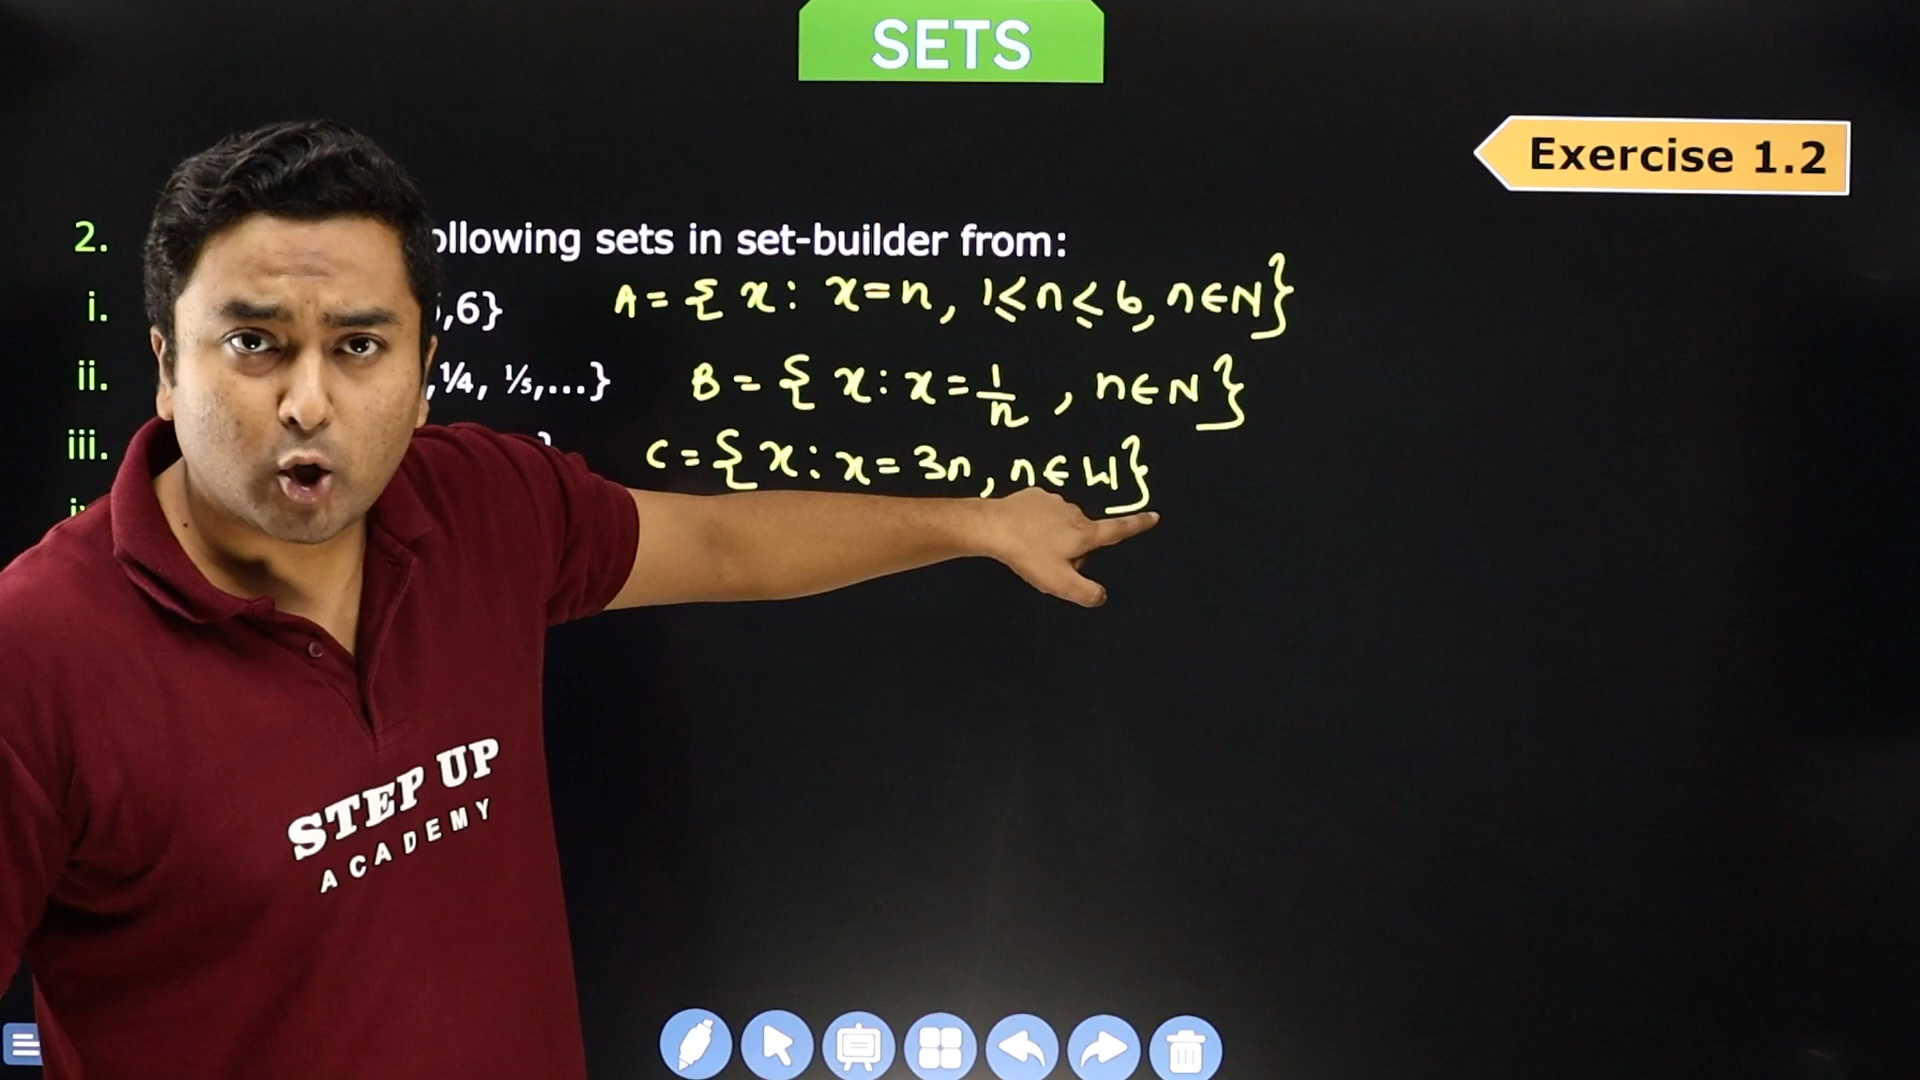 SETS
Exercise 1.2
2. ollowing sets in set-builder from:
i. ,6} A = { x : x = n, 1 ≤ n ≤ 6, n ∈ N }
ii. ,¼, ⅕,...} B = { x : x = 1/n , n ∈ N }
iii. } C = { x : x = 3n, n ∈ W }
STEP UP
ACADEMY